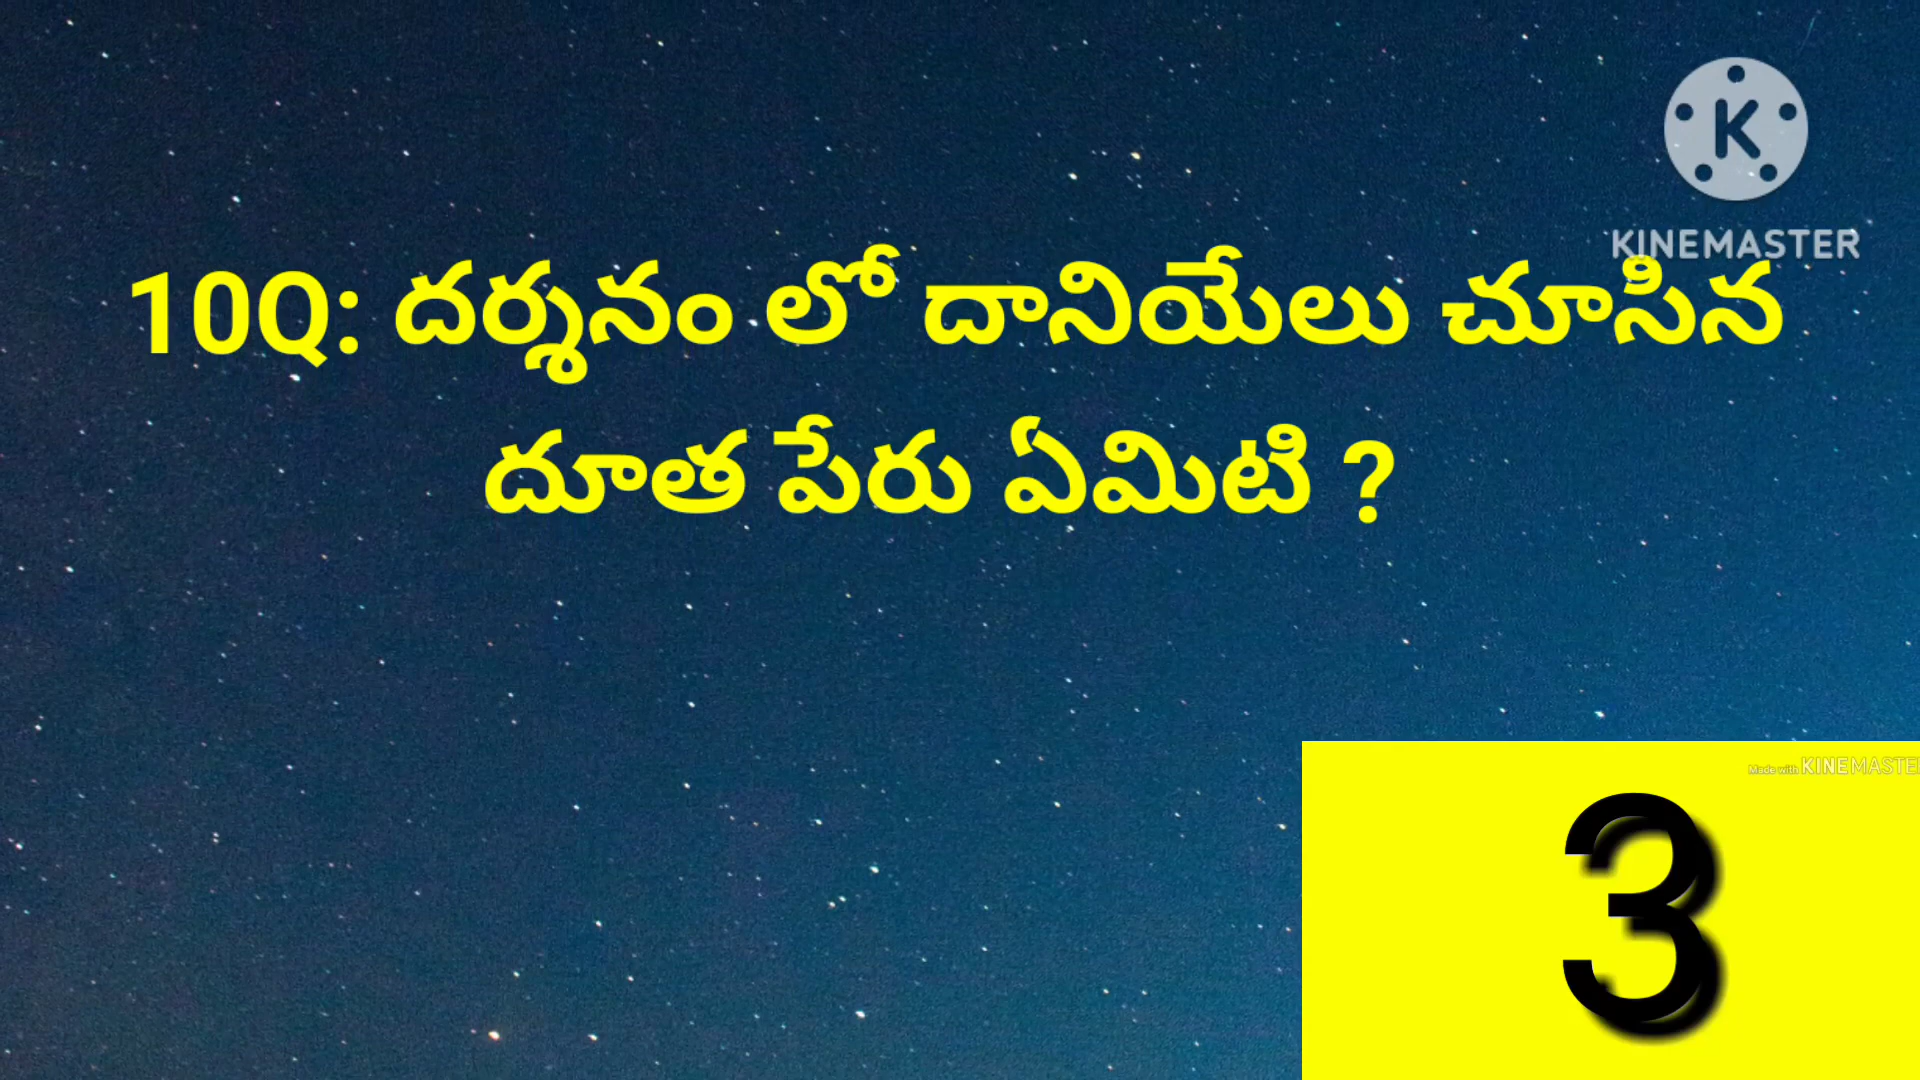 K
KINEMASTER
10Q: దర్శనం లో దానియేలు చూసిన
దూత పేరు ఏమిటి ?
Made with KINEMASTER
3